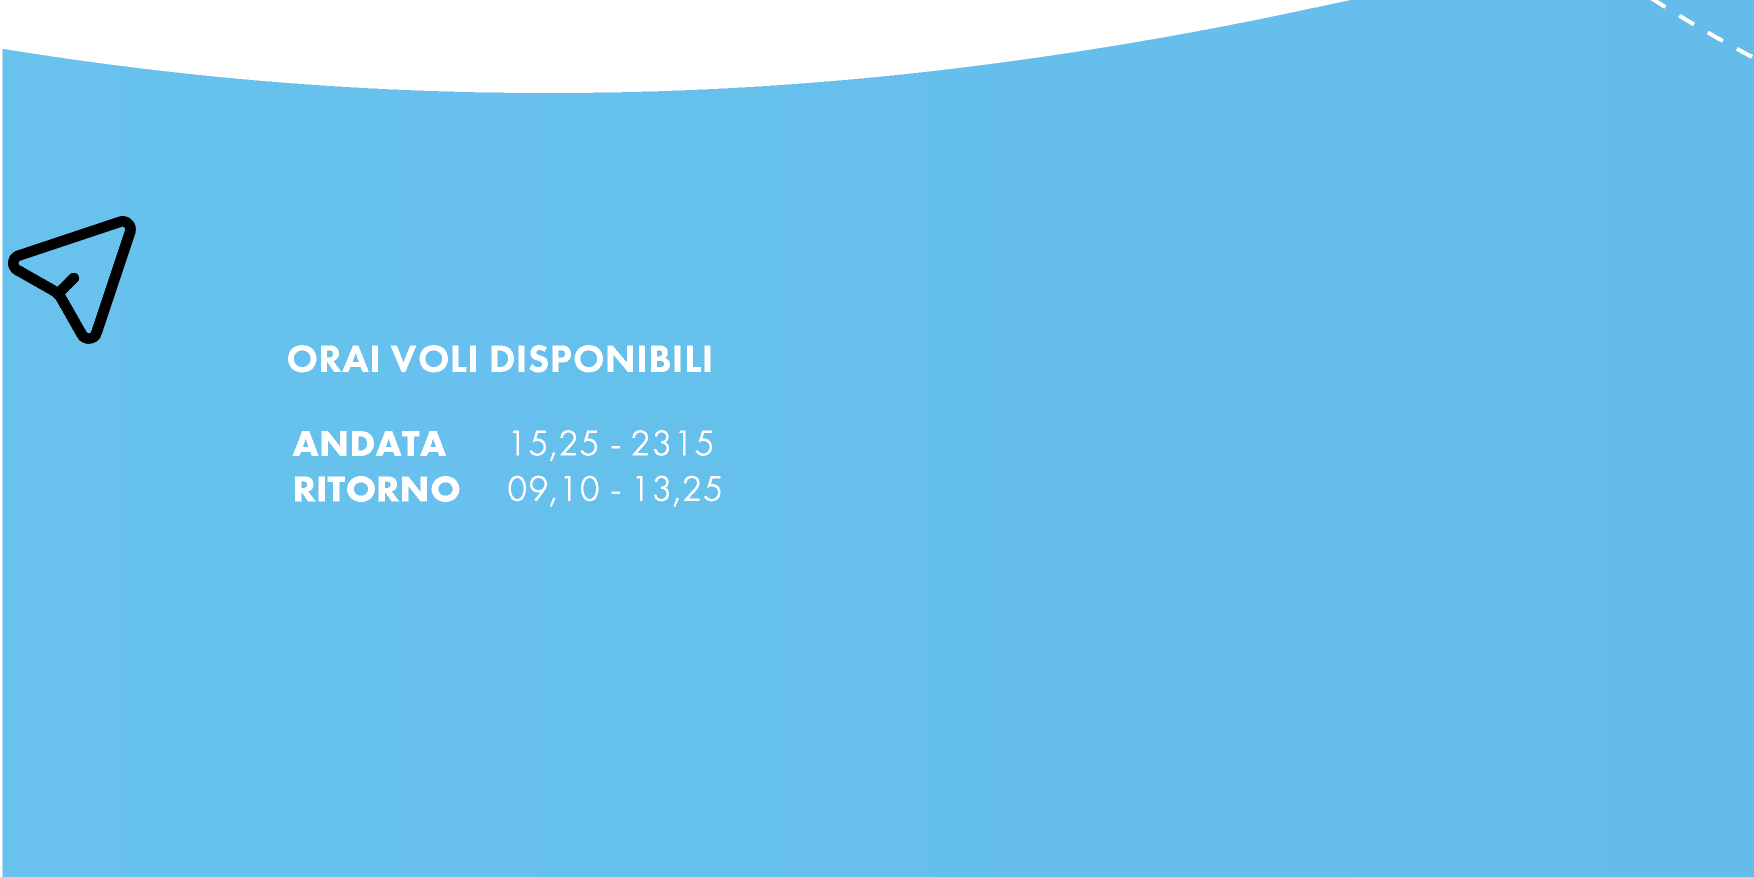 ORAI VOLI DISPONIBILI
ANDATA 15,25 - 2315
RITORNO 09,10 - 13,25